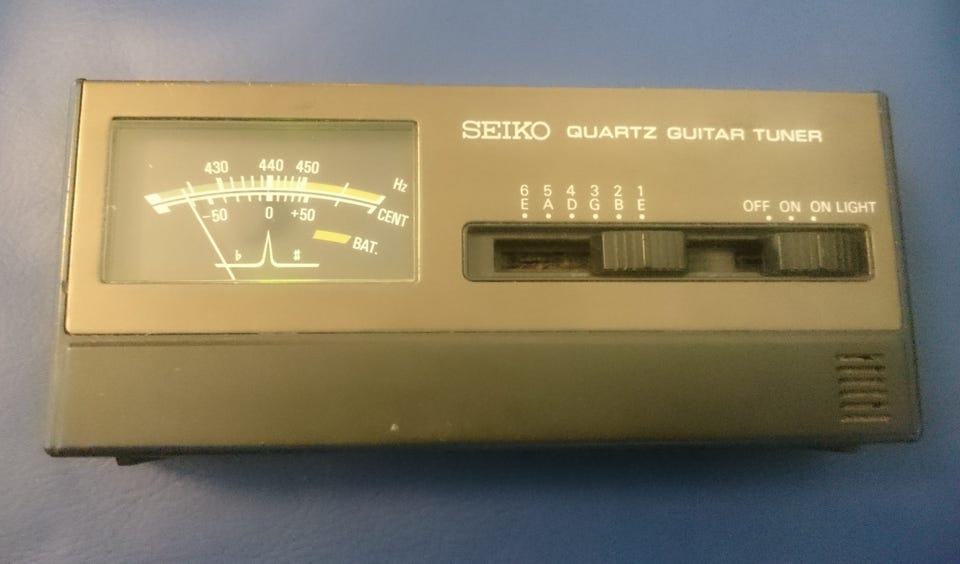 SEIKO QUARTZ GUITAR TUNER
430 440 450
Hz
-50 0 +50
CENT
BAT.
♭ ♯
6 5 4 3 2 1
E A D G B E
OFF ON ON LIGHT